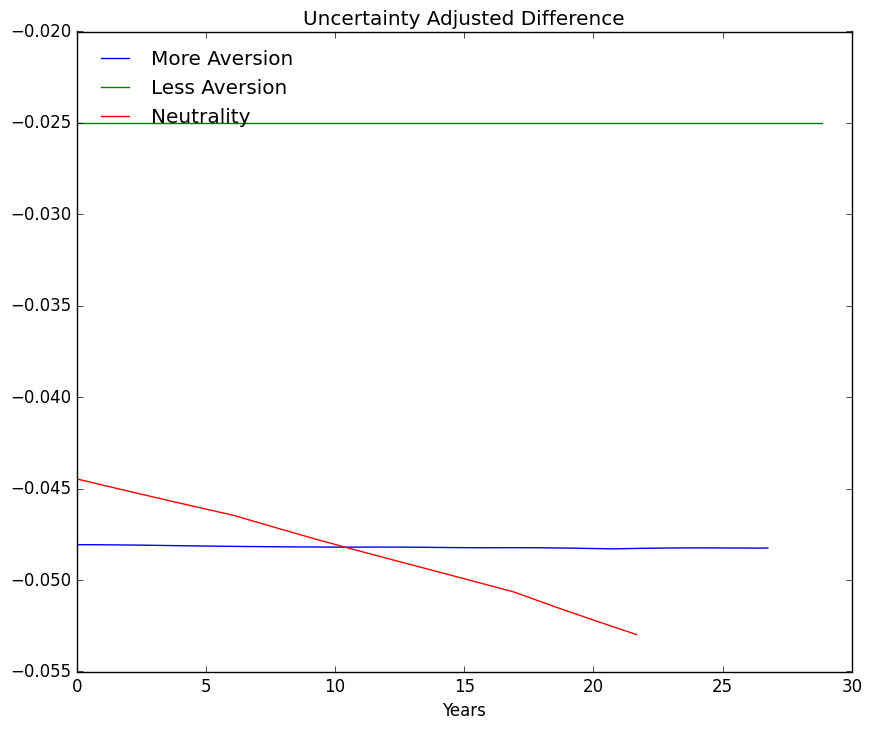 Uncertainty Adjusted Difference
−0.020
More Aversion
Less Aversion
Neutrality
−0.025
−0.030
−0.035
−0.040
−0.045
−0.050
−0.055
0 5 10 15 20 25 30
Years